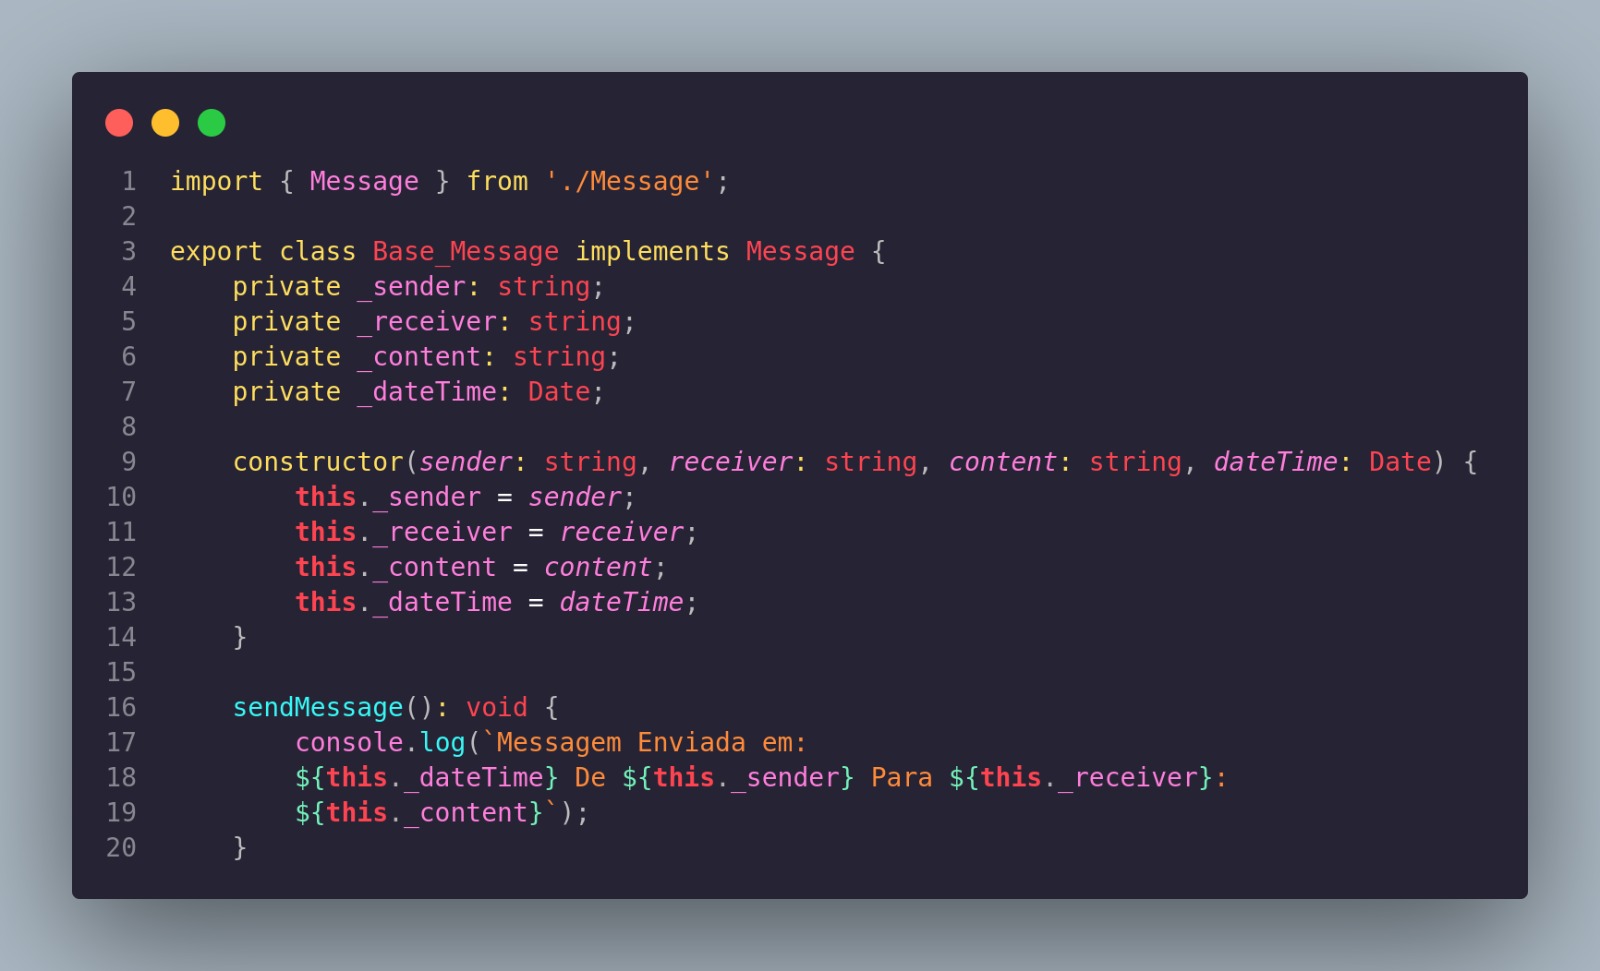 1 import { Message } from './Message';
2
3 export class Base_Message implements Message {
4     private _sender: string;
5     private _receiver: string;
6     private _content: string;
7     private _dateTime: Date;
8
9     constructor(sender: string, receiver: string, content: string, dateTime: Date) {
10         this._sender = sender;
11         this._receiver = receiver;
12         this._content = content;
13         this._dateTime = dateTime;
14     }
15
16     sendMessage(): void {
17         console.log(`Messagem Enviada em:
18         ${this._dateTime} De ${this._sender} Para ${this._receiver}:
19         ${this._content}`);
20     }